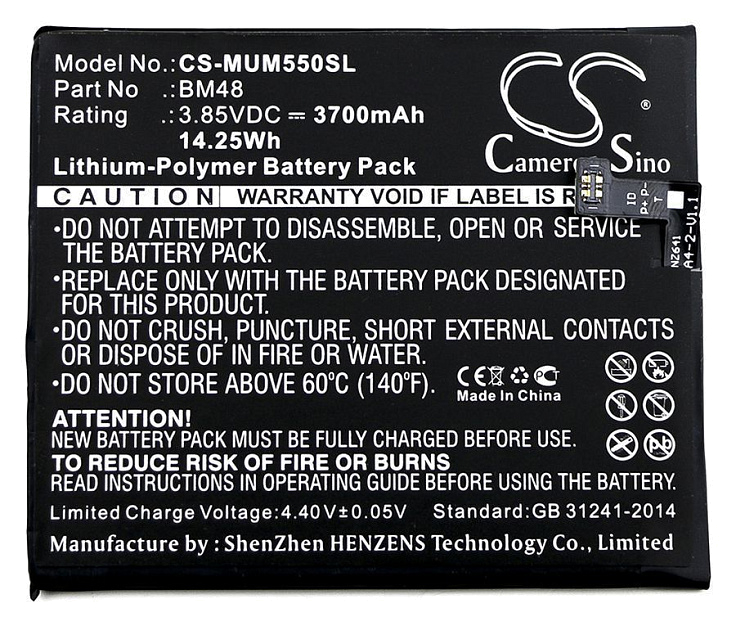 Model No.:CS-MUM550SL
Part No .:BM48
Rating .:3.85VDC ⎓ 3700mAh
14.25Wh
Lithium-Polymer Battery Pack
CS®
Sino
CAUTION WARRANTY VOID IF LABEL IS
ID
P+ P-
T
NZ641
A4-2-V1.1
•DO NOT ATTEMPT TO DISASSEMBLE, OPEN OR SERVICE
THE BATTERY PACK.
•REPLACE ONLY WITH THE BATTERY PACK DESIGNATED
FOR THIS PHONE.
•DO NOT CRUSH, PUNCTURE, SHORT EXTERNAL CONTACTS
OR DISPOSE OF IN FIRE OR WATER.
•DO NOT STORE ABOVE 60°C (140°F).
CE PCT
Made In China
Pb
ATTENTION!
NEW BATTERY PACK MUST BE FULLY CHARGED BEFORE USE.
TO REDUCE RISK OF FIRE OR BURNS
READ INSTRUCTIONS IN OPERATING GUIDE BEFORE USING BATTERY.
Limited Charge Voltage:4.40V±0.05V Standard:GB 31241-2014
Manufacture by : ShenZhen HENZENS Technology Co., Limited